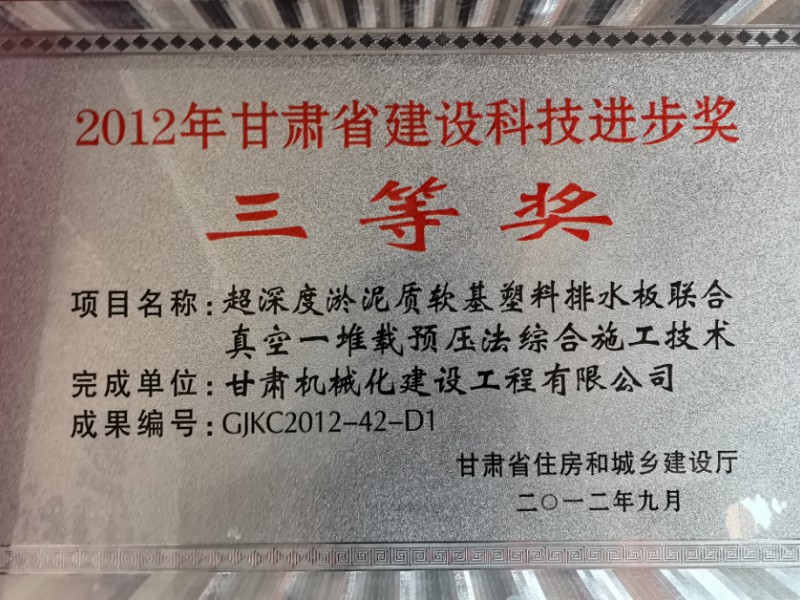 2012年甘肃省建设科技进步奖
三等奖
项目名称:超深度淤泥质软基塑料排水板联合
真空一堆载预压法综合施工技术
完成单位:甘肃机械化建设工程有限公司
成果编号:GJKC2012-42-D1
甘肃省住房和城乡建设厅
二〇一二年九月